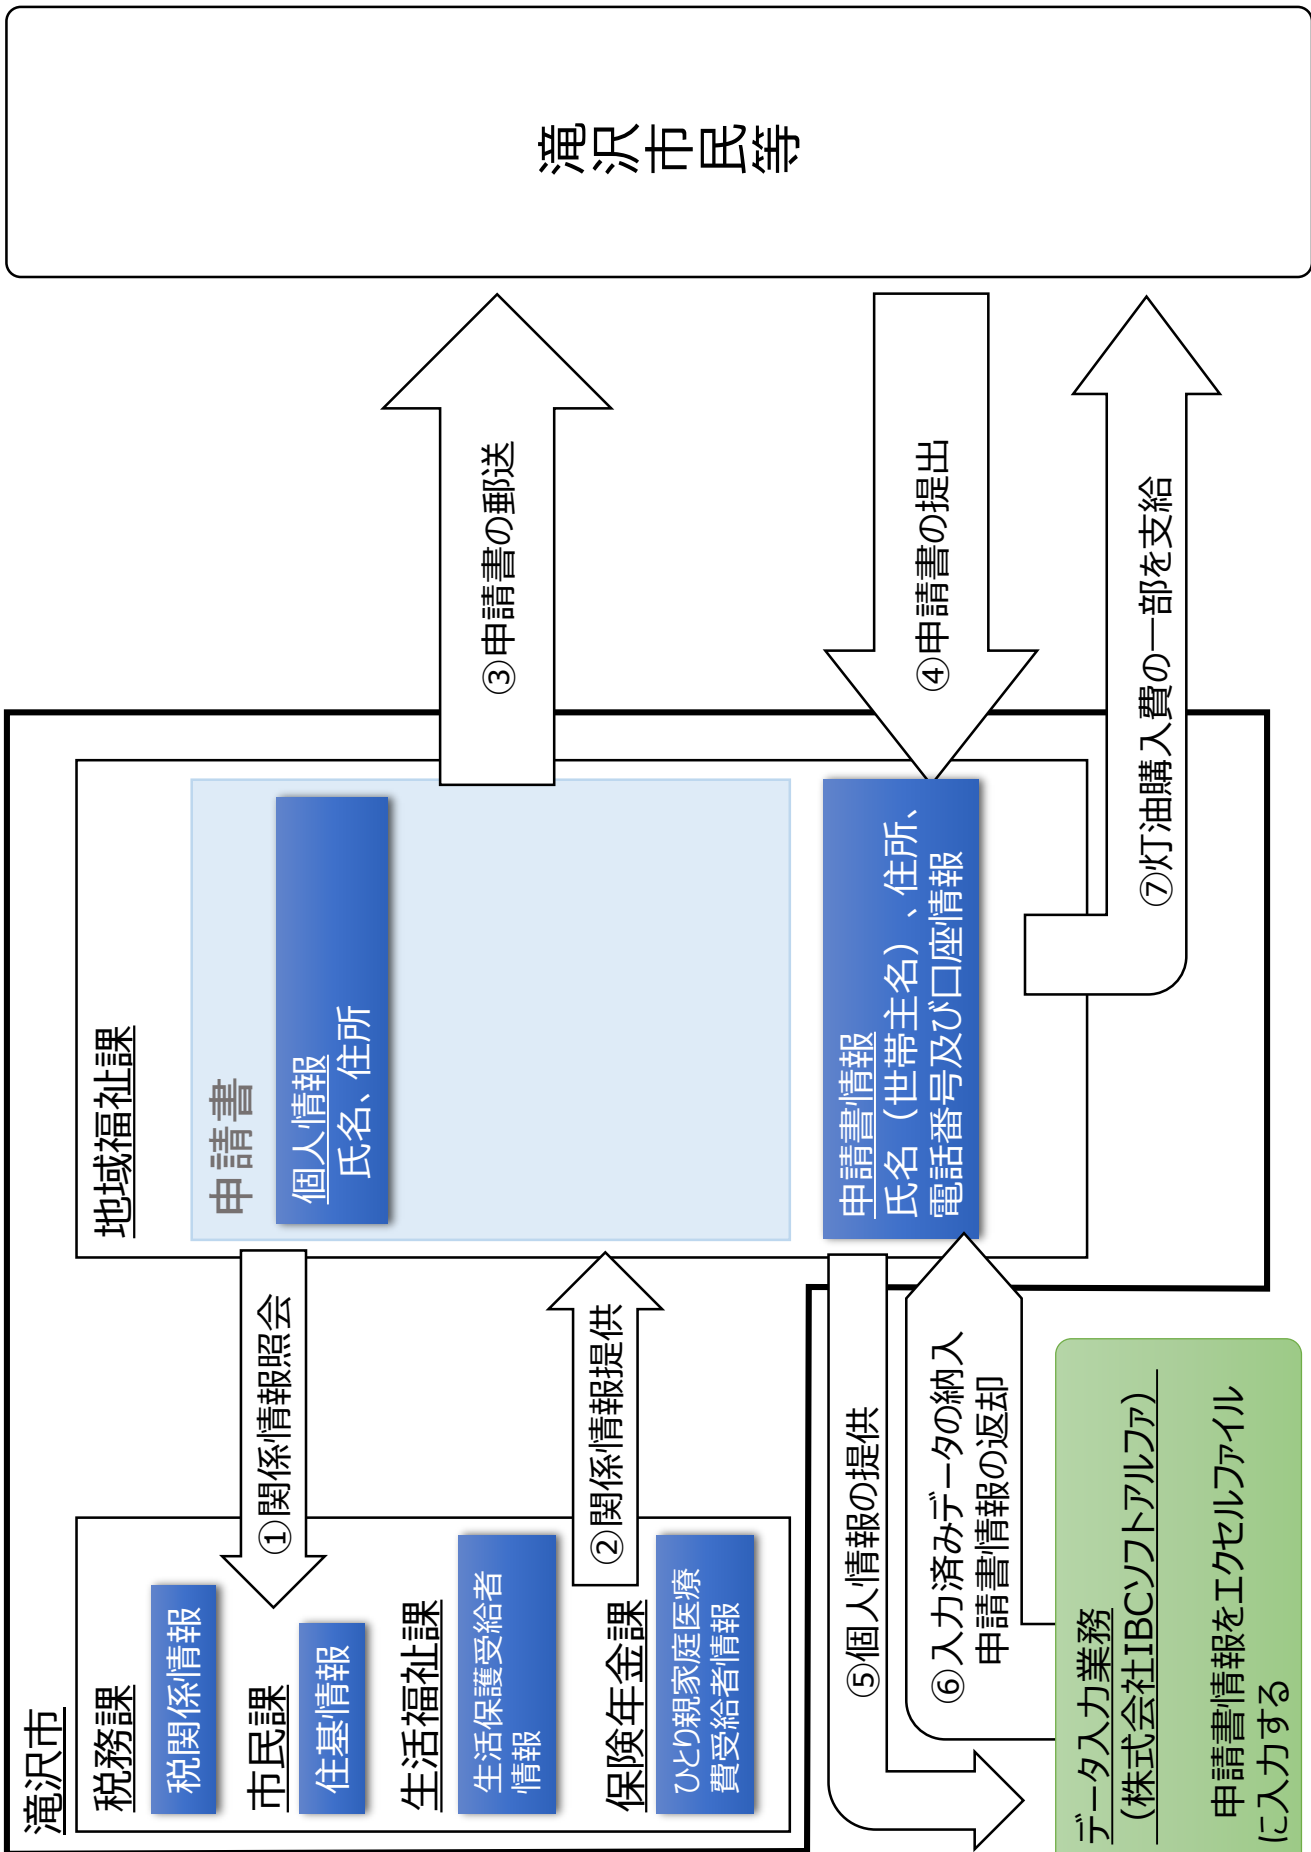 滝沢市
税務課
税関係情報
市民課
住基情報
生活福祉課
生活保護受給者
情報
保険年金課
ひとり親家庭医療
費受給者情報
①関係情報照会
②関係情報提供
地域福祉課
申請書
個人情報
氏名、住所
申請書情報
氏名（世帯主名）、住所、
電話番号及び口座情報
③申請書の郵送
④申請書の提出
⑤個人情報の提供
⑥入力済みデータの納入
申請書情報の返却
⑦灯油購入費の一部を支給
データ入力業務
（株式会社IBCソフトアルファ）
申請書情報をエクセルファイル
に入力する
滝沢市民等